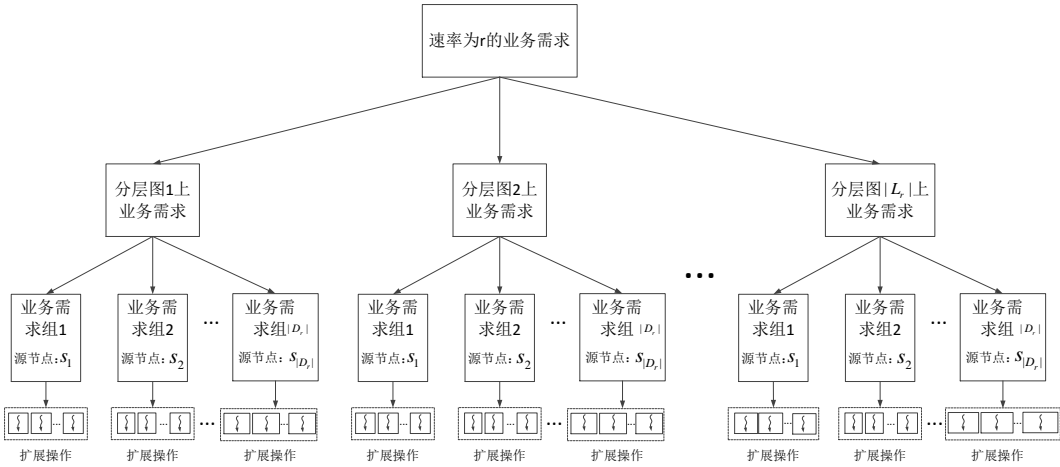 速率为r的业务需求
分层图1上
业务需求
分层图2上
业务需求
分层图|L_r|上
业务需求
...
业务需
求组1
源节点:S_1
业务需
求组2
源节点:S_2
...
业务需
求组|D_r|
源节点:S_{|D_r|}
业务需
求组1
源节点:S_1
业务需
求组2
源节点:S_2
...
业务需
求组|D_r|
源节点:S_{|D_r|}
业务需
求组1
源节点:S_1
业务需
求组2
源节点:S_2
...
业务需
求组|D_r|
源节点:S_{|D_r|}
... ... ... ...
... ... ... ...
... ... ... ...
扩展操作
扩展操作
扩展操作
扩展操作
扩展操作
扩展操作
扩展操作
扩展操作
扩展操作